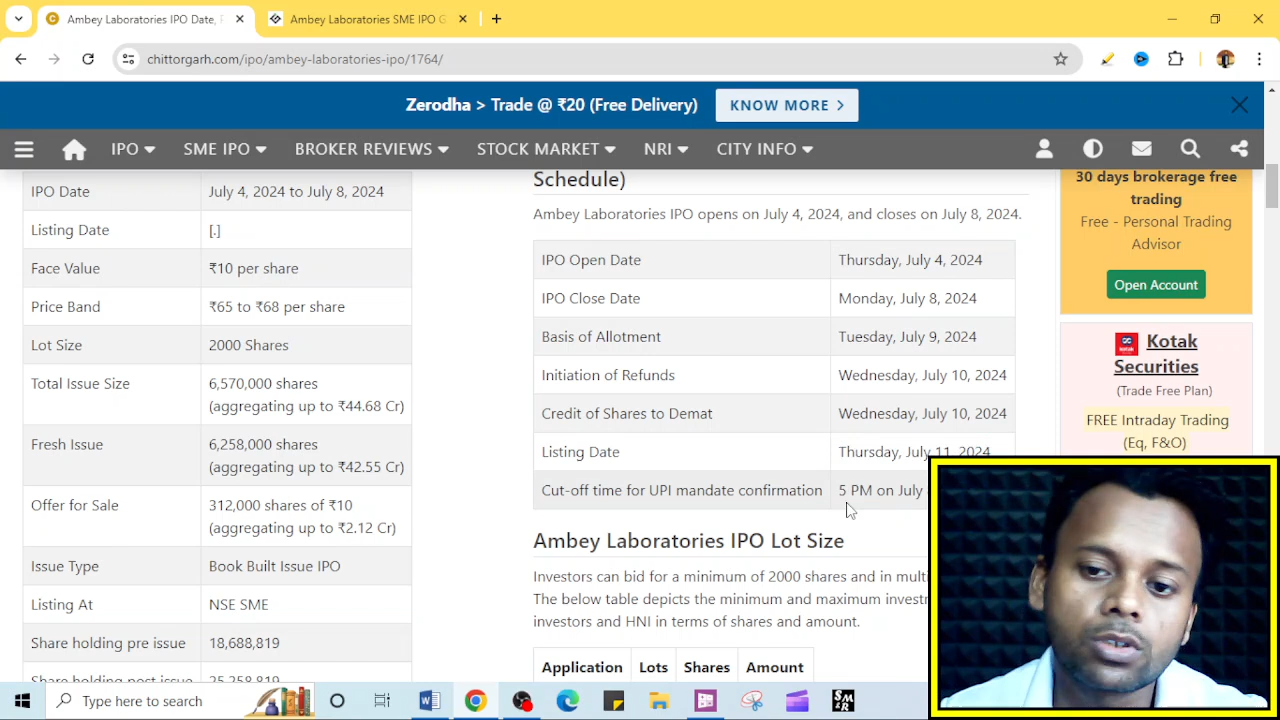 Ambey Laboratories IPO Date, F
Ambey Laboratories SME IPO G
chittorgarh.com/ipo/ambey-laboratories-ipo/1764/
Zerodha > Trade @ ₹20 (Free Delivery)
KNOW MORE >
IPO
SME IPO
BROKER REVIEWS
STOCK MARKET
NRI
CITY INFO
IPO Date July 4, 2024 to July 8, 2024
Listing Date [.]
Face Value ₹10 per share
Price Band ₹65 to ₹68 per share
Lot Size 2000 Shares
Total Issue Size 6,570,000 shares
(aggregating up to ₹44.68 Cr)
Fresh Issue 6,258,000 shares
(aggregating up to ₹42.55 Cr)
Offer for Sale 312,000 shares of ₹10
(aggregating up to ₹2.12 Cr)
Issue Type Book Built Issue IPO
Listing At NSE SME
Share holding pre issue 18,688,819
Share holding post issue 25,258,819
Schedule)
Ambey Laboratories IPO opens on July 4, 2024, and closes on July 8, 2024.
IPO Open Date Thursday, July 4, 2024
IPO Close Date Monday, July 8, 2024
Basis of Allotment Tuesday, July 9, 2024
Initiation of Refunds Wednesday, July 10, 2024
Credit of Shares to Demat Wednesday, July 10, 2024
Listing Date Thursday, July 11, 2024
Cut-off time for UPI mandate confirmation 5 PM on July
Ambey Laboratories IPO Lot Size
Investors can bid for a minimum of 2000 shares and in mult
The below table depicts the minimum and maximum investm
investors and HNI in terms of shares and amount.
Application Lots Shares Amount
30 days brokerage free
trading
Free - Personal Trading
Advisor
Open Account
Kotak
Securities
(Trade Free Plan)
FREE Intraday Trading
(Eq, F&O)
Type here to search